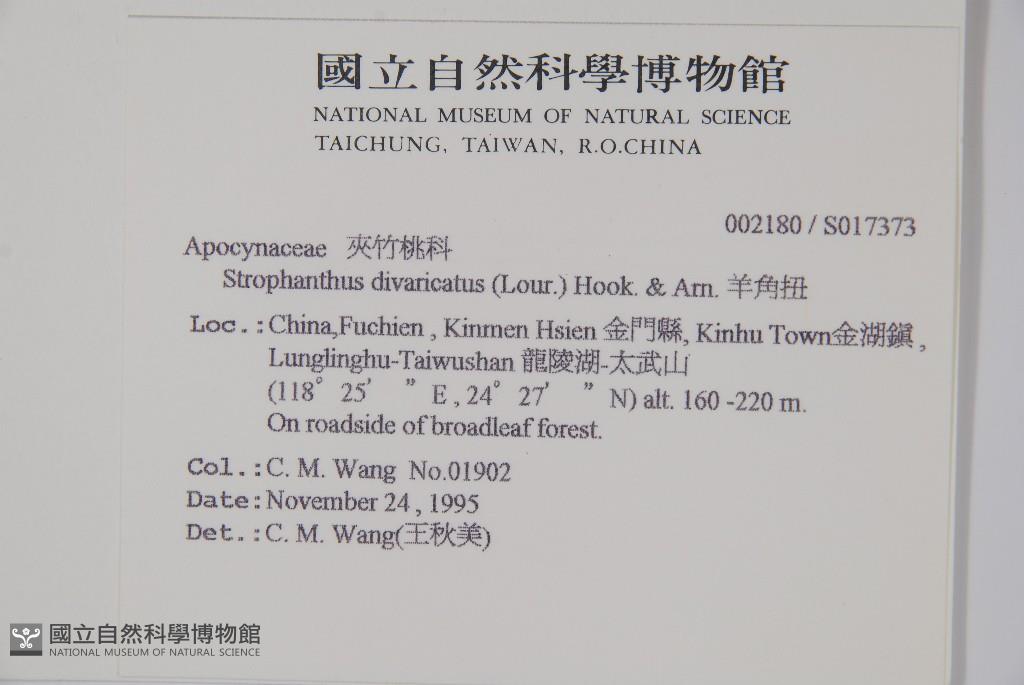 國立自然科學博物館
NATIONAL MUSEUM OF NATURAL SCIENCE
TAICHUNG, TAIWAN, R.O.CHINA
002180 / S017373
Apocynaceae 夾竹桃科
Strophanthus divaricatus (Lour.) Hook. & Arn. 羊角扭
Loc.:China,Fuchien , Kinmen Hsien 金門縣, Kinhu Town金湖鎭 ,
Lunglinghu-Taiwushan 龍陵湖-太武山
(118° 25' ” E , 24° 27' ” N) alt. 160 -220 m.
On roadside of broadleaf forest.
Col.:C. M. Wang No.01902
Date:November 24 , 1995
Det.:C. M. Wang(王秋美)
國立自然科學博物館
NATIONAL MUSEUM OF NATURAL SCIENCE